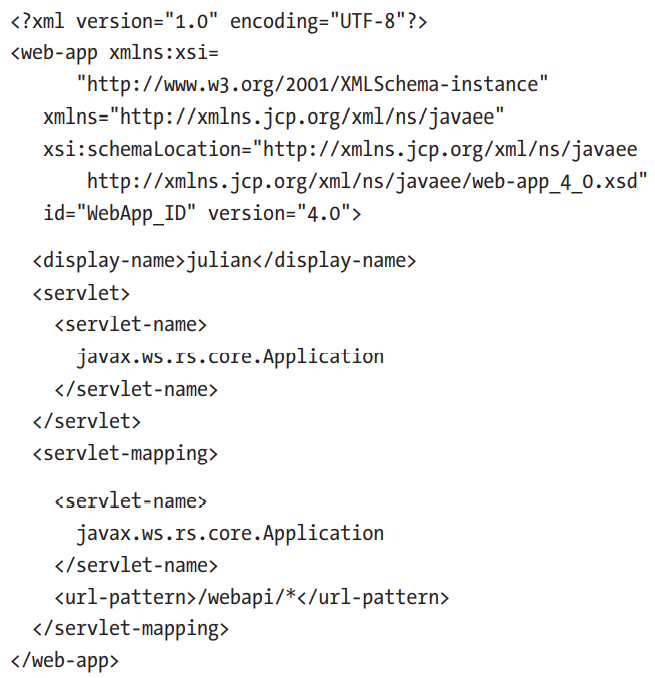 <?xml version="1.0" encoding="UTF-8"?>
<web-app xmlns:xsi=
"http://www.w3.org/2001/XMLSchema-instance"
xmlns="http://xmlns.jcp.org/xml/ns/javaee"
xsi:schemaLocation="http://xmlns.jcp.org/xml/ns/javaee
http://xmlns.jcp.org/xml/ns/javaee/web-app_4_0.xsd"
id="WebApp_ID" version="4.0">
<display-name>julian</display-name>
<servlet>
<servlet-name>
javax.ws.rs.core.Application
</servlet-name>
</servlet>
<servlet-mapping>
<servlet-name>
javax.ws.rs.core.Application
</servlet-name>
<url-pattern>/webapi/*</url-pattern>
</servlet-mapping>
</web-app>